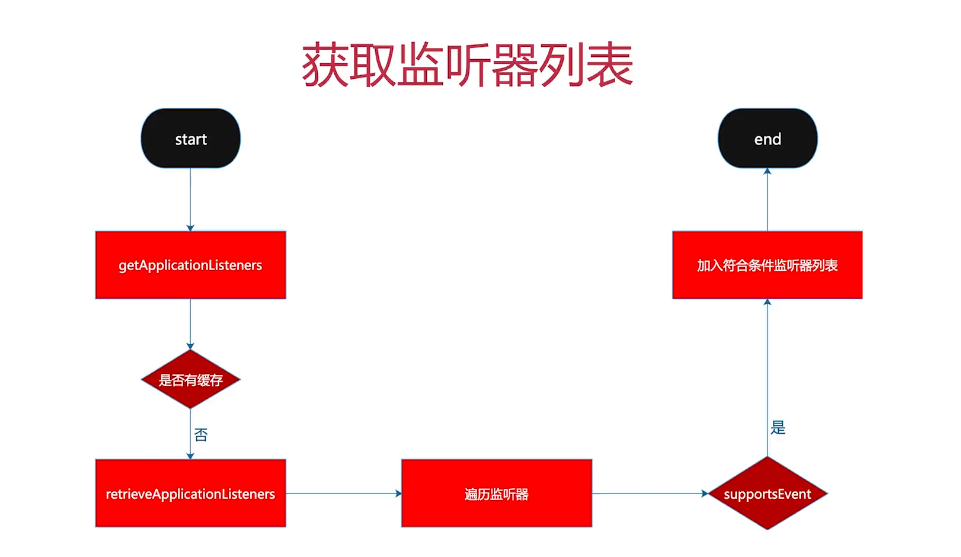 获取监听器列表
start
getApplicationListeners
是否有缓存
否
retrieveApplicationListeners
遍历监听器
supportsEvent
是
加入符合条件监听器列表
end